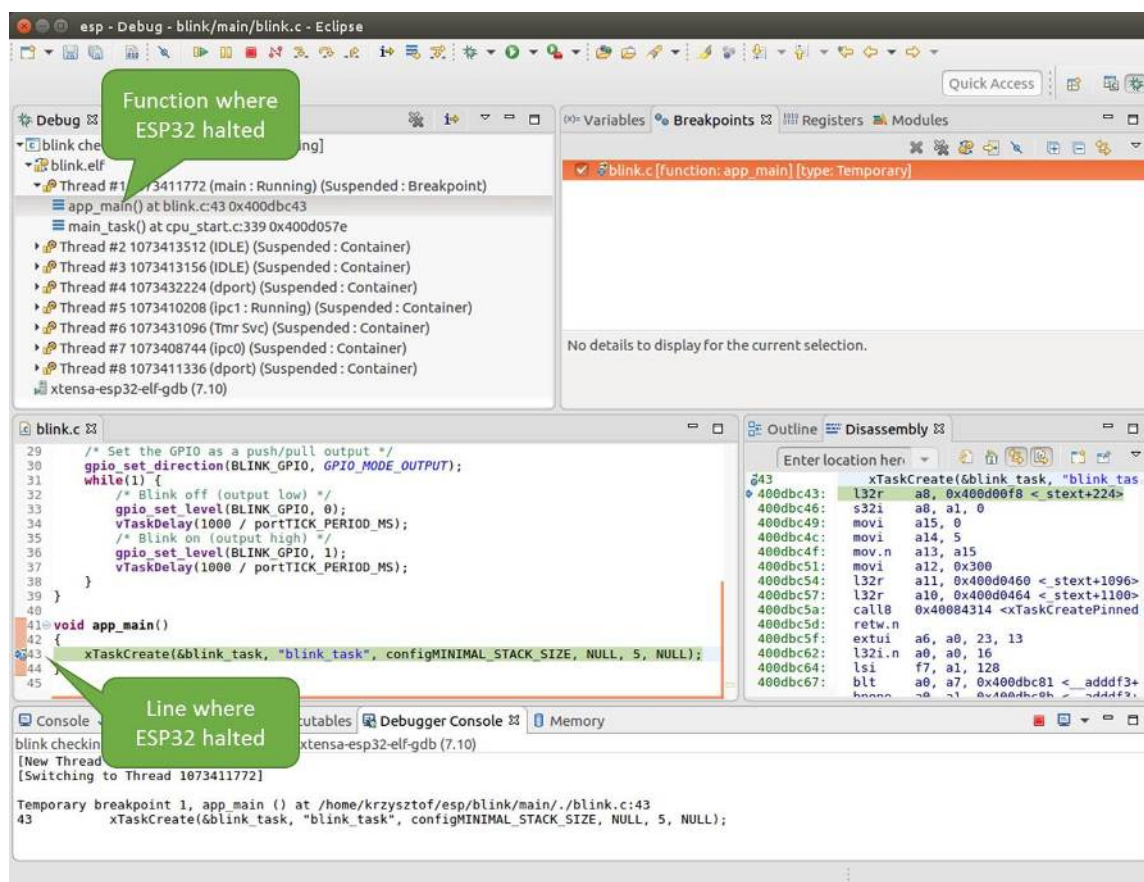 esp - Debug - blink/main/blink.c - Eclipse
Quick Access
Function where
ESP32 halted
Debug
blink che
ing]
blink.elf
Thread #1 1073411772 (main : Running) (Suspended : Breakpoint)
app_main() at blink.c:43 0x400dbc43
main_task() at cpu_start.c:339 0x400d057e
Thread #2 1073413512 (IDLE) (Suspended : Container)
Thread #3 1073413156 (IDLE) (Suspended : Container)
Thread #4 1073432224 (dport) (Suspended : Container)
Thread #5 1073410208 (ipc1 : Running) (Suspended : Container)
Thread #6 1073431096 (Tmr Svc) (Suspended : Container)
Thread #7 1073408744 (ipc0) (Suspended : Container)
Thread #8 1073411336 (dport) (Suspended : Container)
xtensa-esp32-elf-gdb (7.10)
(x)= Variables Breakpoints Registers Modules
blink.c [function: app_main] [type: Temporary]
No details to display for the current selection.
blink.c
29 /* Set the GPIO as a push/pull output */
30 gpio_set_direction(BLINK_GPIO, GPIO_MODE_OUTPUT);
31 while(1) {
32 /* Blink off (output low) */
33 gpio_set_level(BLINK_GPIO, 0);
34 vTaskDelay(1000 / portTICK_PERIOD_MS);
35 /* Blink on (output high) */
36 gpio_set_level(BLINK_GPIO, 1);
37 vTaskDelay(1000 / portTICK_PERIOD_MS);
38 }
39 }
40
41 void app_main()
42 {
43 xTaskCreate(&blink_task, "blink_task", configMINIMAL_STACK_SIZE, NULL, 5, NULL);
44
45
Line where
ESP32 halted
Outline Disassembly
Enter location her
43 xTaskCreate(&blink_task, "blink_tas
400dbc43: l32r a8, 0x400d00f8 <_stext+224>
400dbc46: s32i a8, a1, 0
400dbc49: movi a15, 0
400dbc4c: movi a14, 5
400dbc4f: mov.n a13, a15
400dbc51: movi a12, 0x300
400dbc54: l32r a11, 0x400d0460 <_stext+1096>
400dbc57: l32r a10, 0x400d0464 <_stext+1100>
400dbc5a: call8 0x40084314 <xTaskCreatePinned
400dbc5d: retw.n
400dbc5f: extui a6, a0, 23, 13
400dbc62: l32i.n a0, a0, 16
400dbc64: lsi f7, a1, 128
400dbc67: blt a0, a7, 0x400dbc81 <__adddf3+
Console
cutables Debugger Console Memory
blink checkin
xtensa-esp32-elf-gdb (7.10)
[New Thread
[Switching to Thread 1073411772]
Temporary breakpoint 1, app_main () at /home/krzysztof/esp/blink/main/./blink.c:43
43 xTaskCreate(&blink_task, "blink_task", configMINIMAL_STACK_SIZE, NULL, 5, NULL);